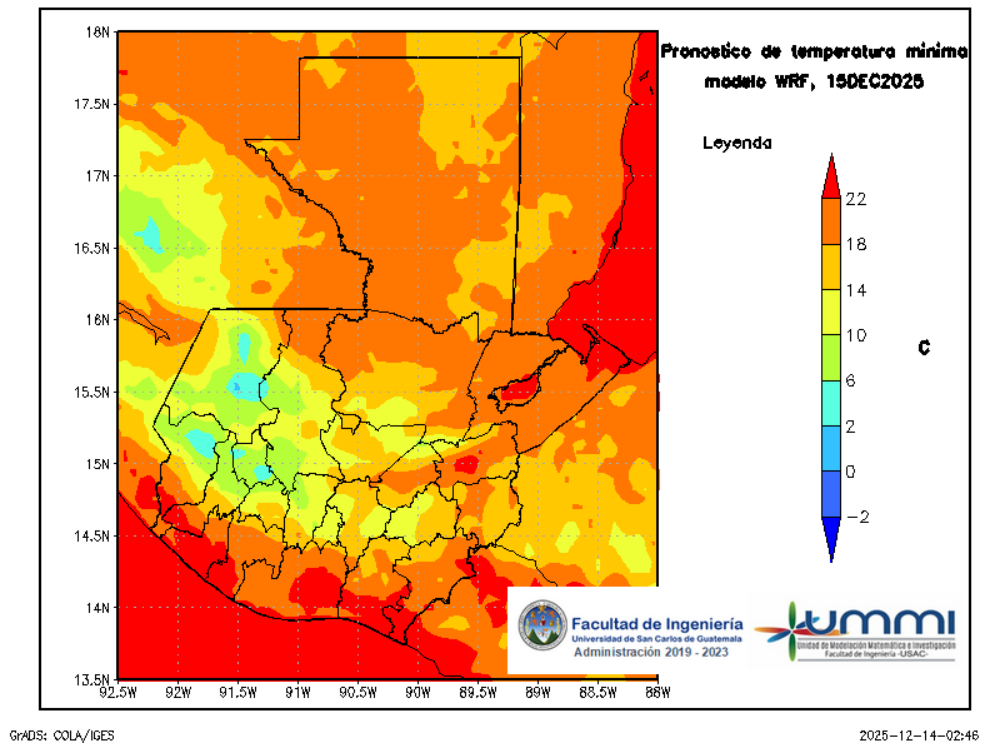 Pronostico de temperatura minima
modelo WRF, 15DEC2025
Leyenda
22
18
14
10
6
2
0
-2
C
18N
17.5N
17N
16.5N
16N
15.5N
15N
14.5N
14N
13.5N
92.5W
92W
91.5W
91W
90.5W
90W
89.5W
89W
88.5W
88W
Facultad de Ingeniería
Universidad de San Carlos de Guatemala
Administración 2019 - 2023
ummi
Unidad de Modelación Matemática e Investigación
Facultad de Ingeniería -USAC-
GrADS: COLA/IGES
2025-12-14-02:46